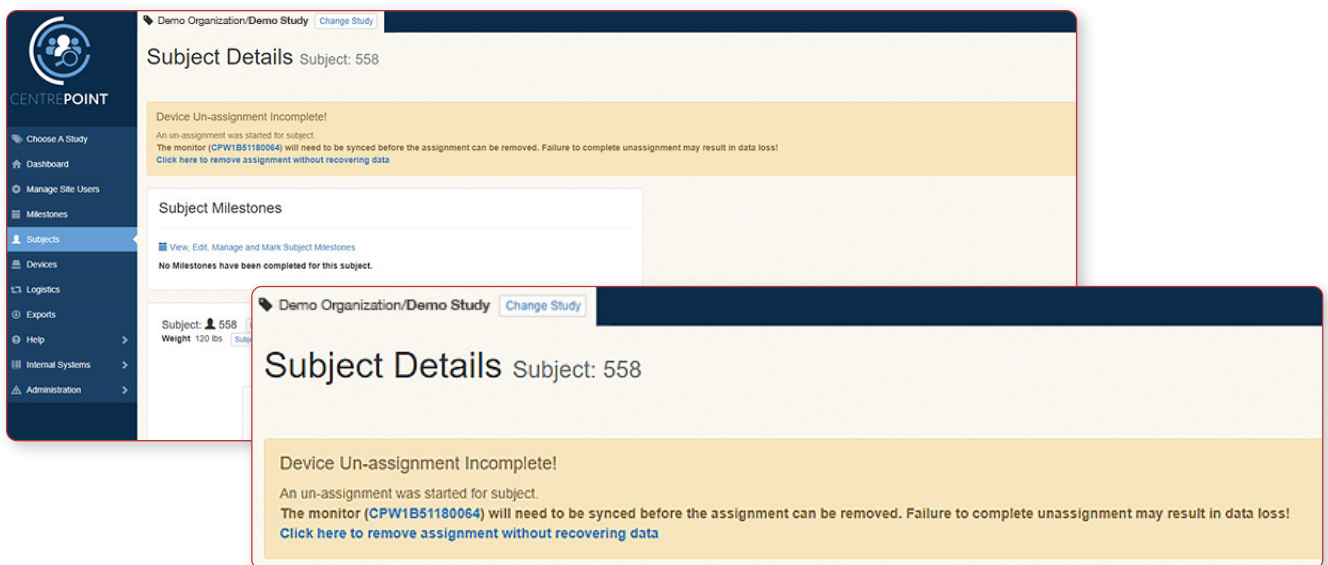 Demo Organization/Demo Study Change Study
Subject Details Subject: 558
CENTREPOINT
Choose A Study
Dashboard
Manage Site Users
Milestones
Subjects
Devices
Logistics
Exports
Help
Internal Systems
Administration
Device Un-assignment Incomplete!
An un-assignment was started for subject.
The monitor (CPW1B51180064) will need to be synced before the assignment can be removed. Failure to complete unassignment may result in data loss!
Click here to remove assignment without recovering data
Subject Milestones
View, Edit, Manage and Mark Subject Milestones
No Milestones have been completed for this subject.
Subject: 558
Weight 120 lbs
Demo Organization/Demo Study Change Study
Subject Details Subject: 558
Device Un-assignment Incomplete!
An un-assignment was started for subject.
The monitor (CPW1B51180064) will need to be synced before the assignment can be removed. Failure to complete unassignment may result in data loss!
Click here to remove assignment without recovering data